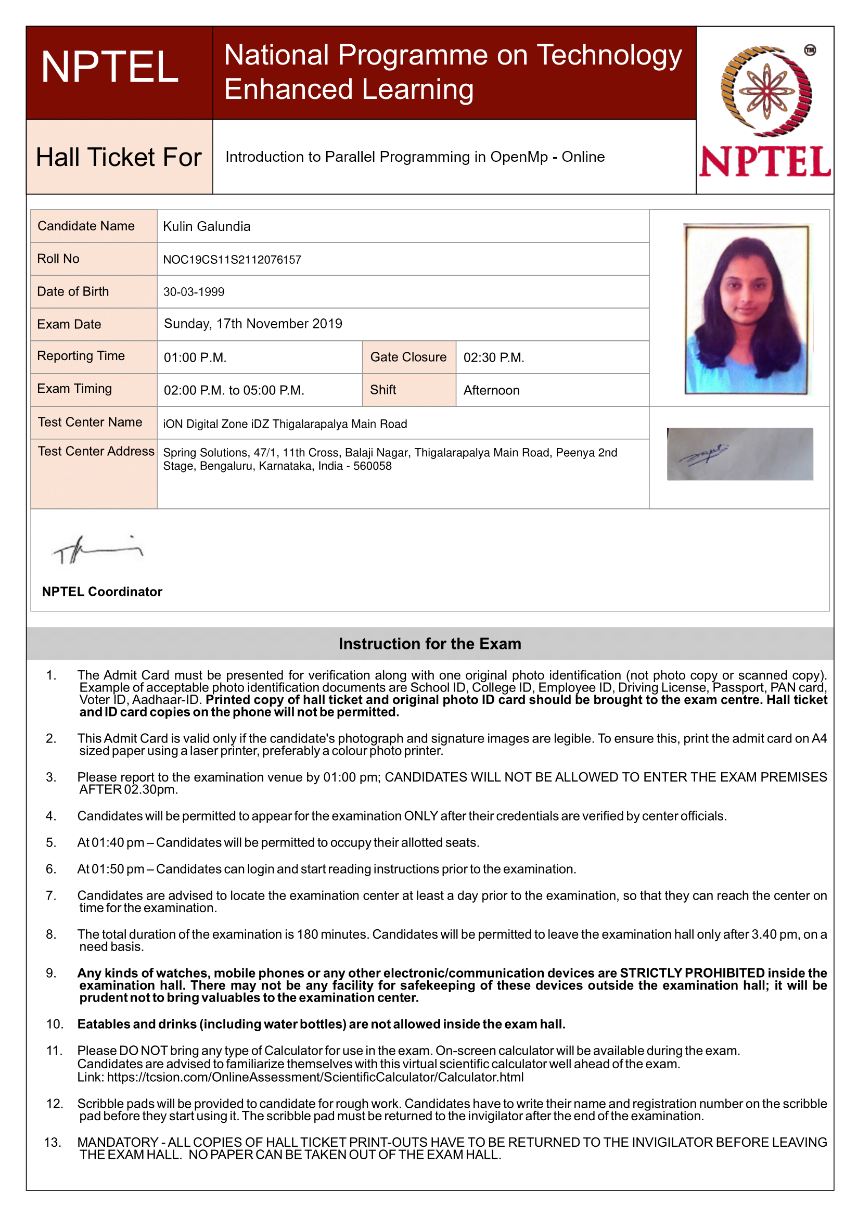 NPTEL
National Programme on Technology
Enhanced Learning
TM
NPTEL
Hall Ticket For
Introduction to Parallel Programming in OpenMp - Online
Candidate Name
Kulin Galundia
Roll No
NOC19CS11S2112076157
Date of Birth
30-03-1999
Exam Date
Sunday, 17th November 2019
Reporting Time
01:00 P.M.
Gate Closure
02:30 P.M.
Exam Timing
02:00 P.M. to 05:00 P.M.
Shift
Afternoon
Test Center Name
iON Digital Zone iDZ Thigalarapalya Main Road
Test Center Address
Spring Solutions, 47/1, 11th Cross, Balaji Nagar, Thigalarapalya Main Road, Peenya 2nd
Stage, Bengaluru, Karnataka, India - 560058
NPTEL Coordinator
Instruction for the Exam
1. The Admit Card must be presented for verification along with one original photo identification (not photo copy or scanned copy).
Example of acceptable photo identification documents are School ID, College ID, Employee ID, Driving License, Passport, PAN card,
Voter ID, Aadhaar-ID. Printed copy of hall ticket and original photo ID card should be brought to the exam centre. Hall ticket
and ID card copies on the phone will not be permitted.
2. This Admit Card is valid only if the candidate's photograph and signature images are legible. To ensure this, print the admit card on A4
sized paper using a laser printer, preferably a colour photo printer.
3. Please report to the examination venue by 01:00 pm; CANDIDATES WILL NOT BE ALLOWED TO ENTER THE EXAM PREMISES
AFTER 02.30pm.
4. Candidates will be permitted to appear for the examination ONLY after their credentials are verified by center officials.
5. At 01:40 pm – Candidates will be permitted to occupy their allotted seats.
6. At 01:50 pm – Candidates can login and start reading instructions prior to the examination.
7. Candidates are advised to locate the examination center at least a day prior to the examination, so that they can reach the center on
time for the examination.
8. The total duration of the examination is 180 minutes. Candidates will be permitted to leave the examination hall only after 3.40 pm, on a
need basis.
9. Any kinds of watches, mobile phones or any other electronic/communication devices are STRICTLY PROHIBITED inside the
examination hall. There may not be any facility for safekeeping of these devices outside the examination hall; it will be
prudent not to bring valuables to the examination center.
10. Eatables and drinks (including water bottles) are not allowed inside the exam hall.
11. Please DO NOT bring any type of Calculator for use in the exam. On-screen calculator will be available during the exam.
Candidates are advised to familiarize themselves with this virtual scientific calculator well ahead of the exam.
Link: https://tcsion.com/OnlineAssessment/ScientificCalculator/Calculator.html
12. Scribble pads will be provided to candidate for rough work. Candidates have to write their name and registration number on the scribble
pad before they start using it. The scribble pad must be returned to the invigilator after the end of the examination.
13. MANDATORY - ALL COPIES OF HALL TICKET PRINT-OUTS HAVE TO BE RETURNED TO THE INVIGILATOR BEFORE LEAVING
THE EXAM HALL. NO PAPER CAN BE TAKEN OUT OF THE EXAM HALL.